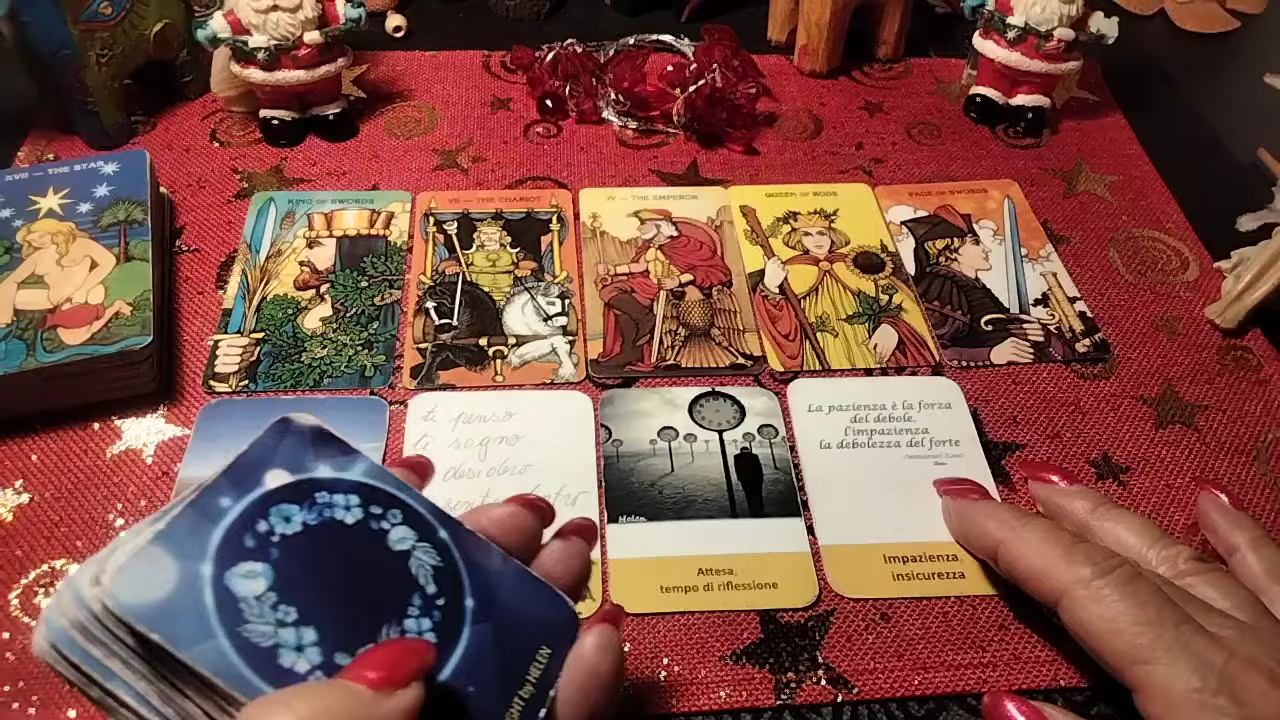 XVII — THE STAR
KING OF SWORDS
VII — THE CHARIOT
IV — THE EMPEROR
QUEEN OF RODS
PAGE OF SWORDS
ti penso
ti sogno
desidero
Helen
Attesa,
tempo di riflessione
La pazienza è la forza
del debole,
l'impazienza
la debolezza del forte
Impazienza,
insicurezza
by HELEN